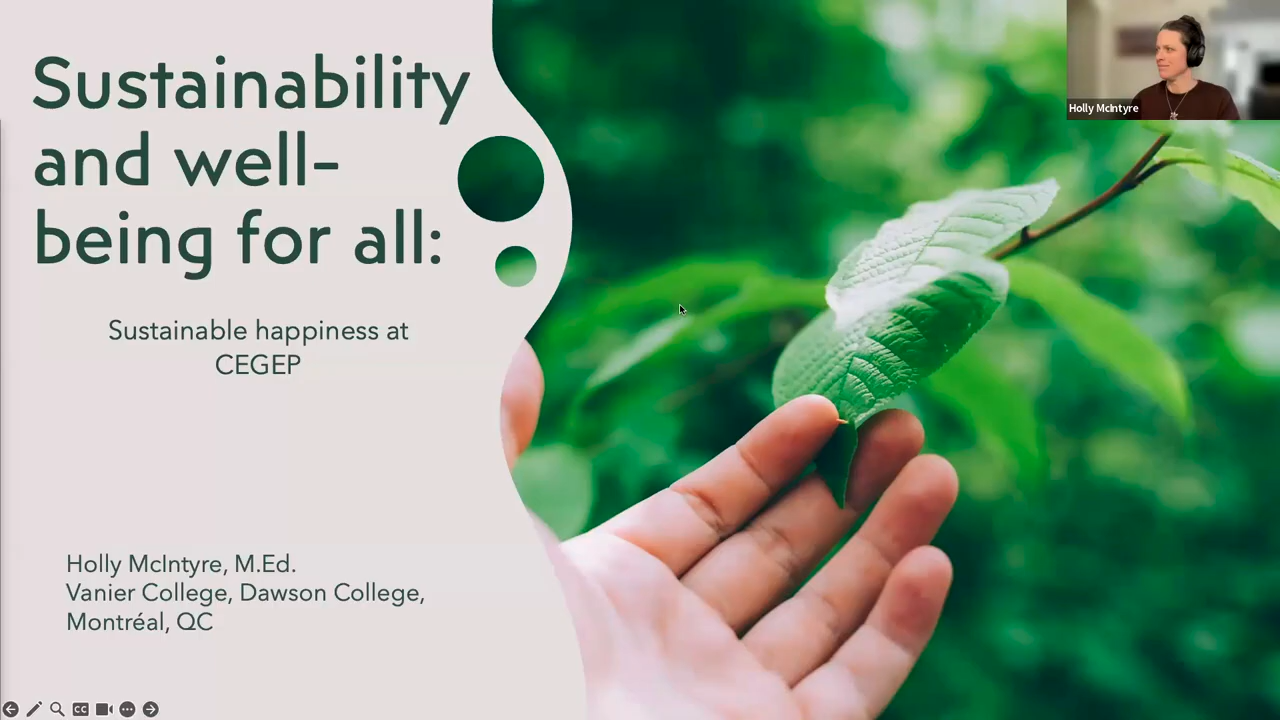 Sustainability
and well-
being for all:
Sustainable happiness at
CEGEP
Holly McIntyre, M.Ed.
Vanier College, Dawson College,
Montréal, QC
Holly McIntyre
CC